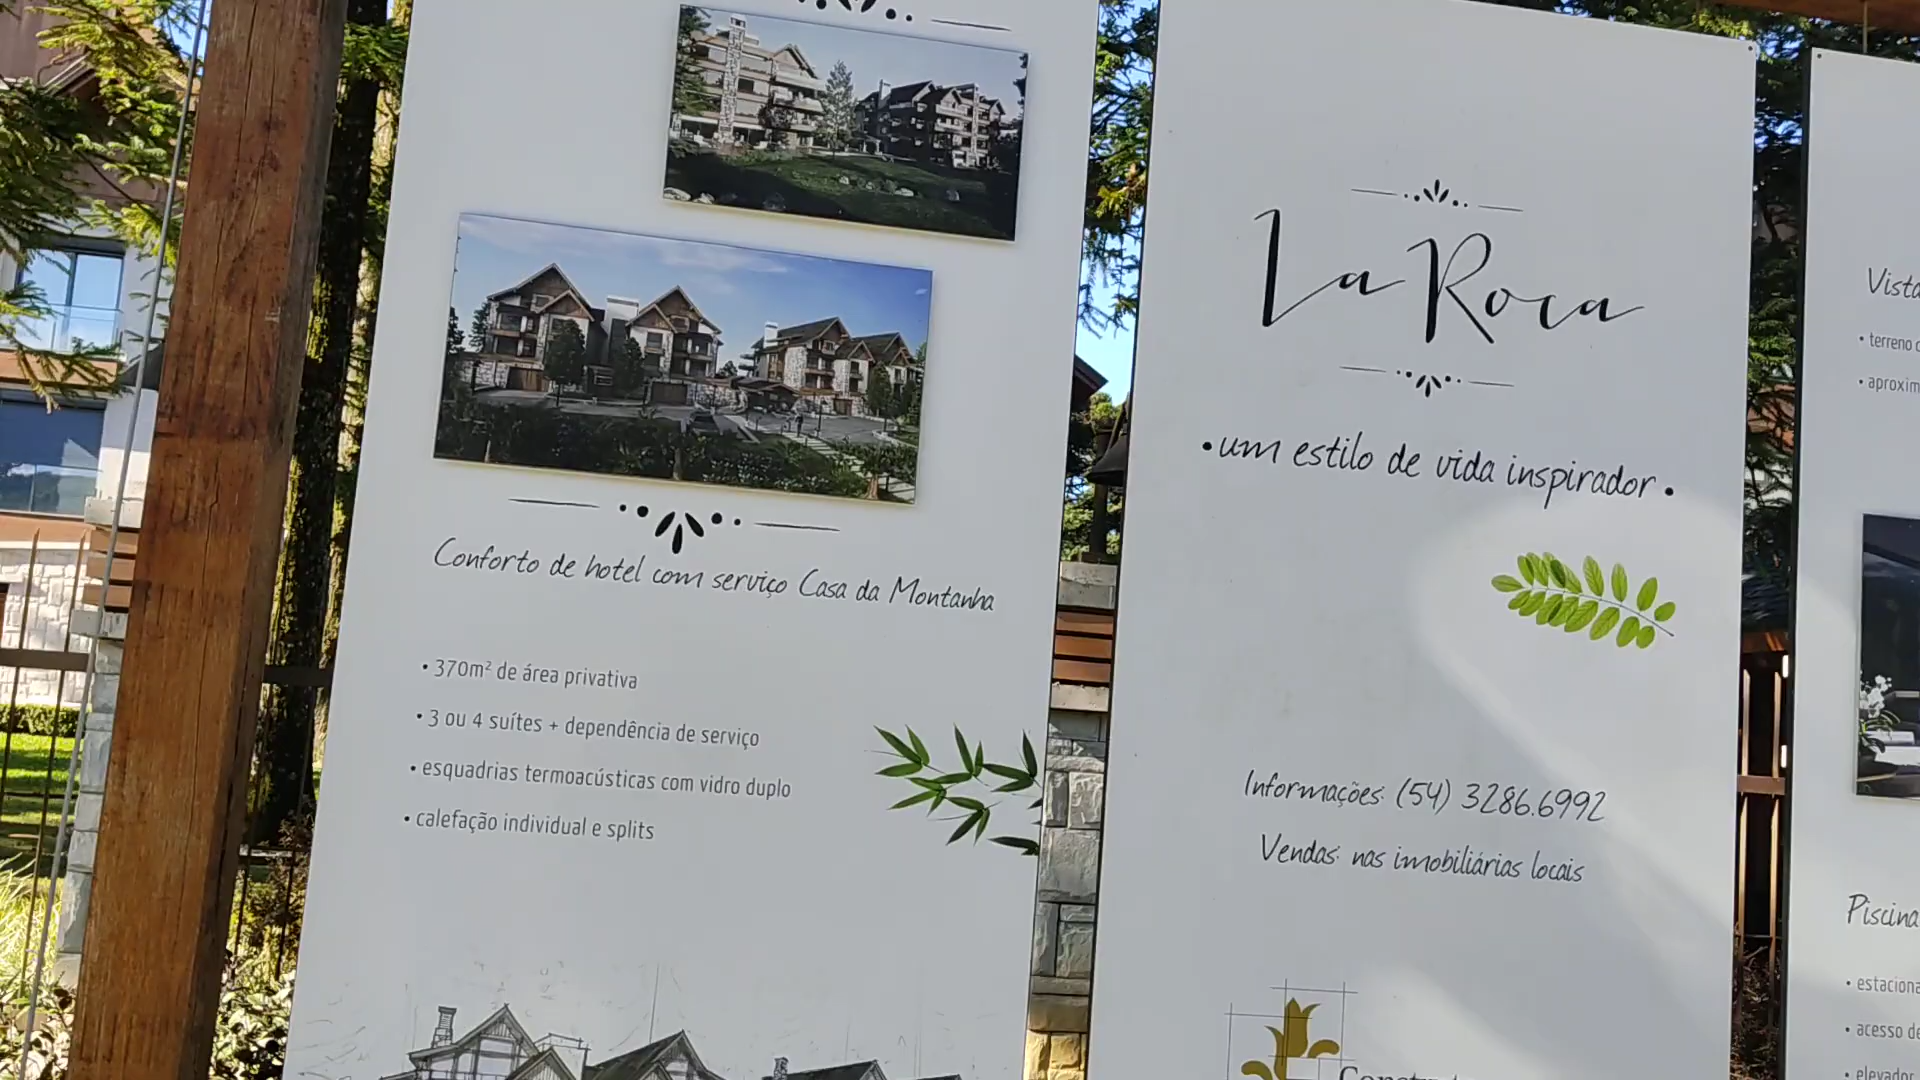 Conforto de hotel com serviço Casa da Montanha
• 370m² de área privativa
• 3 ou 4 suítes + dependência de serviço
• esquadrias termoacústicas com vidro duplo
• calefação individual e splits
La Roca
• um estilo de vida inspirador •
Informações: (54) 3286.6992
Vendas: nas imobiliárias locais
Vista
• terreno
• aproxim
Piscina
• estaciona
• acesso de
• elevador